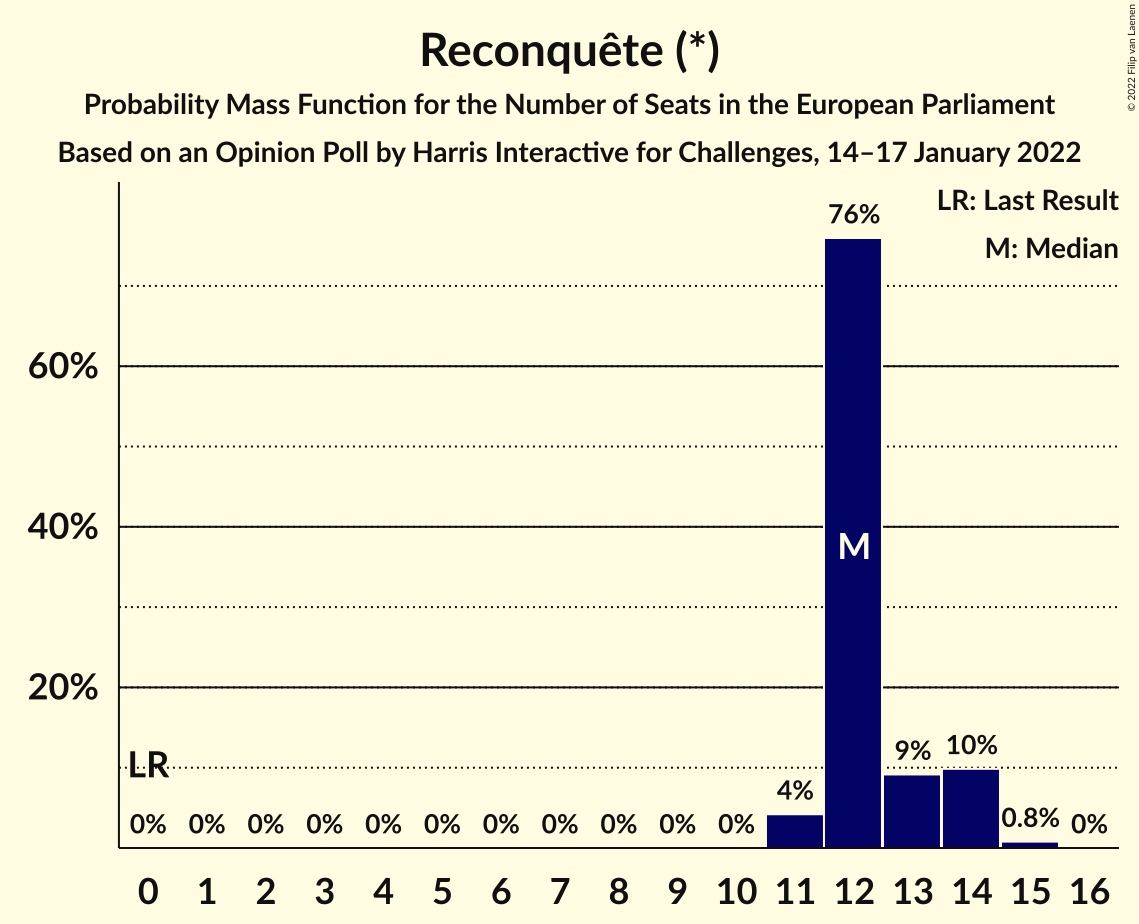 Reconquête (*)
Probability Mass Function for the Number of Seats in the European Parliament
Based on an Opinion Poll by Harris Interactive for Challenges, 14–17 January 2022
© 2022 Filip van Laenen
LR: Last Result
M: Median
76%
60%
40%
M
20%
LR
0% 0% 0% 0% 0% 0% 0% 0% 0% 0% 0% 4% 9% 10% 0.8% 0%
0 1 2 3 4 5 6 7 8 9 10 11 12 13 14 15 16